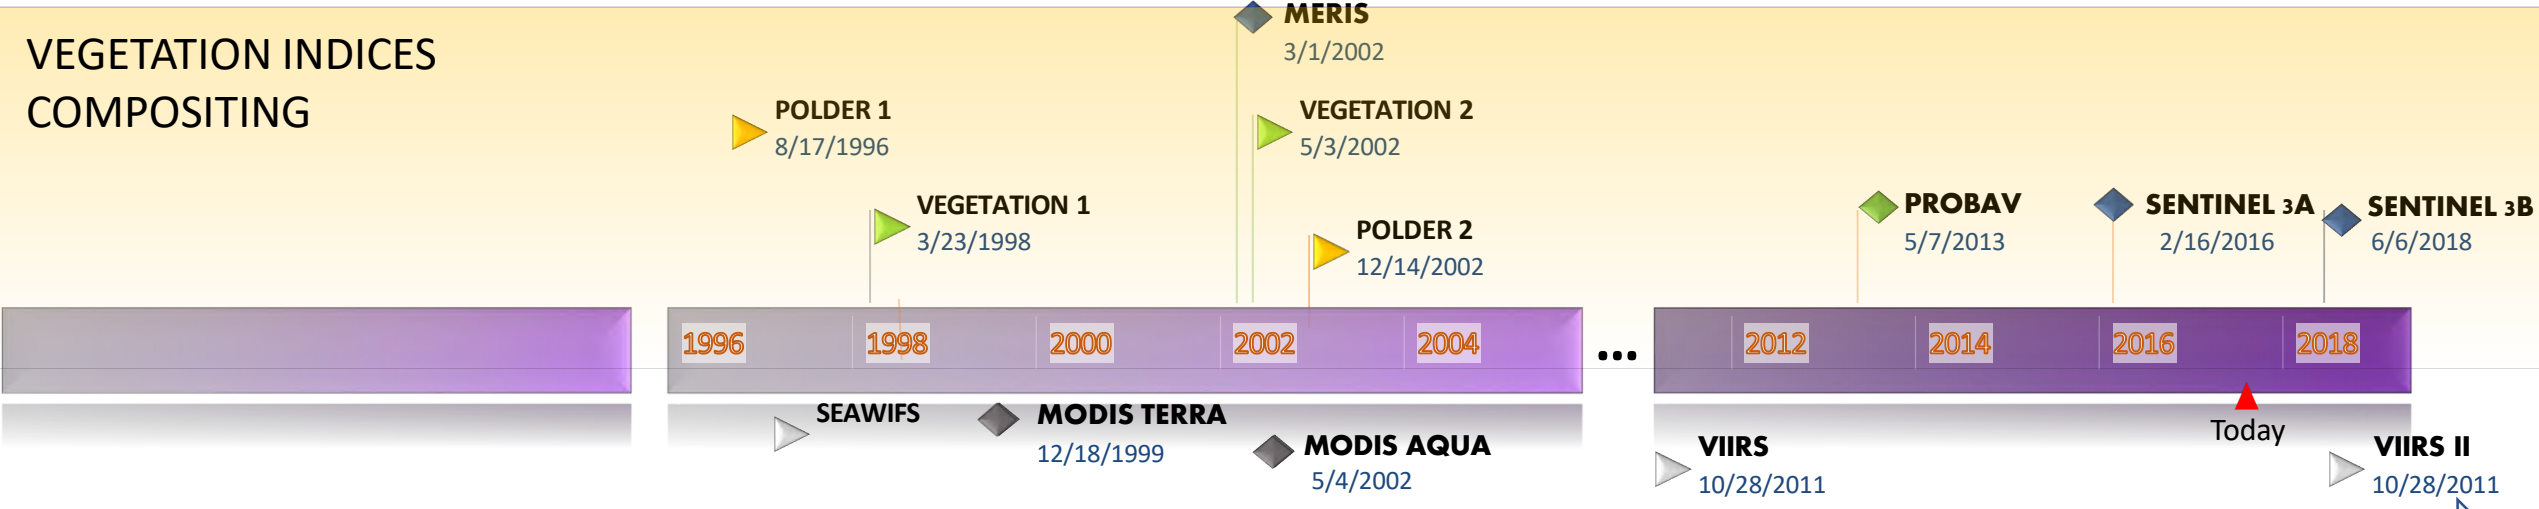 VEGETATION INDICES
COMPOSITING
MERIS
3/1/2002
POLDER 1
8/17/1996
VEGETATION 2
5/3/2002
VEGETATION 1
3/23/1998
POLDER 2
12/14/2002
PROBAV
5/7/2013
SENTINEL 3A
2/16/2016
SENTINEL 3B
6/6/2018
1996 1998 2000 2002 2004 ... 2012 2014 2016 2018
SEAWIFS
MODIS TERRA
12/18/1999
MODIS AQUA
5/4/2002
VIIRS
10/28/2011
Today
VIIRS II
10/28/2011